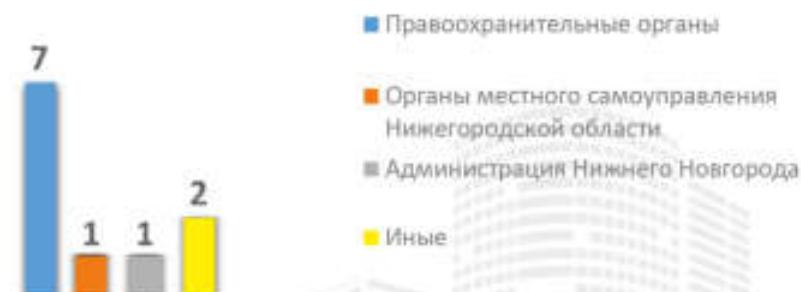 7
1
1
2
Правоохранительные органы
Органы местного самоуправления
Нижегородской области
Администрация Нижнего Новгорода
Иные